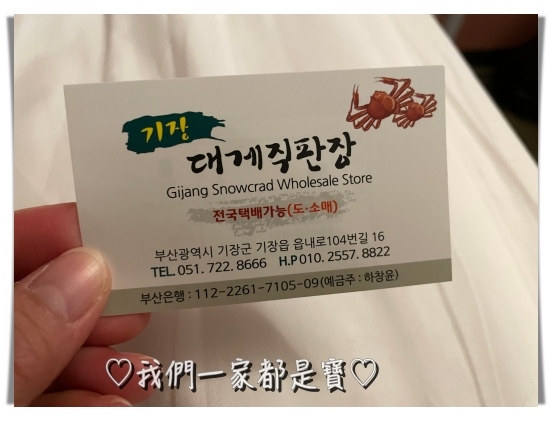 기장
대게직판장
Gijang Snowcrad Wholesale Store
전국택배가능(도·소매)
부산광역시 기장군 기장읍 읍내로104번길 16
TEL. 051. 722. 8666 H.P 010. 2557. 8822
부산은행 : 112-2261-7105-09(예금주 : 하창윤)
♡我們一家都是寶♡